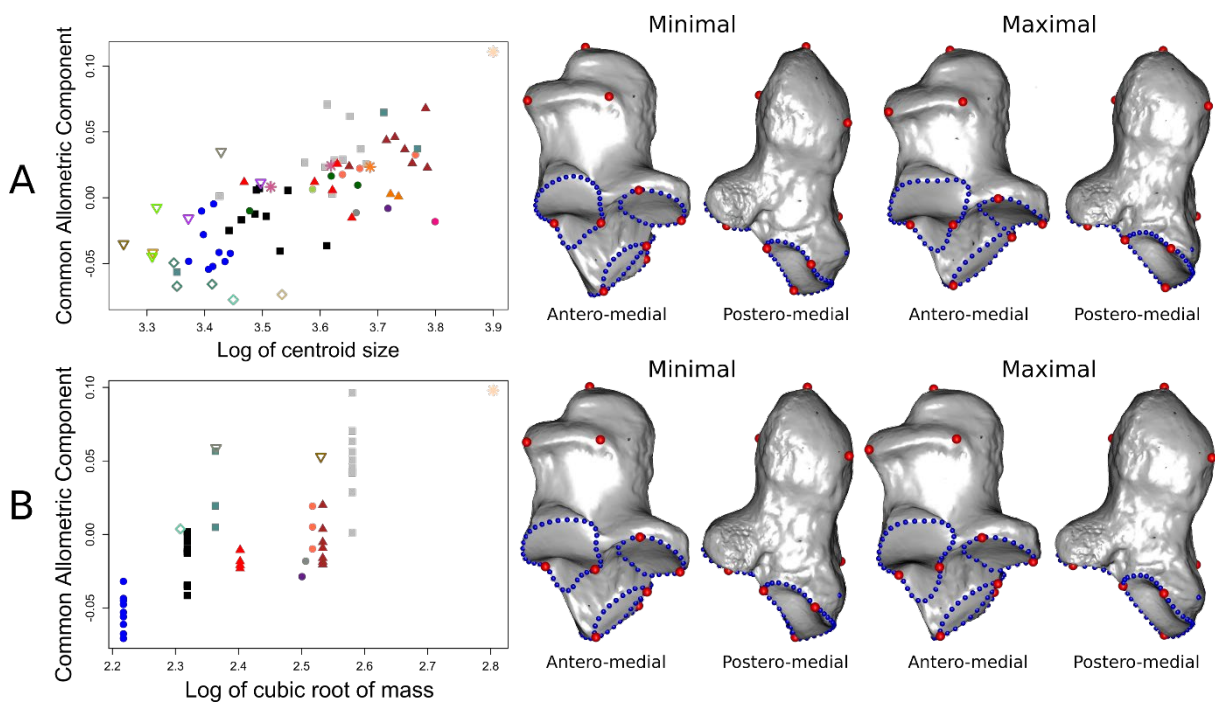 Minimal Maximal
A
Common Allometric Component
0.10
0.05
0.00
-0.05
3.3 3.4 3.5 3.6 3.7 3.8 3.9
Log of centroid size
Antero-medial Postero-medial Antero-medial Postero-medial
Minimal Maximal
B
Common Allometric Component
0.10
0.05
0.00
-0.05
2.2 2.3 2.4 2.5 2.6 2.7 2.8
Log of cubic root of mass
Antero-medial Postero-medial Antero-medial Postero-medial